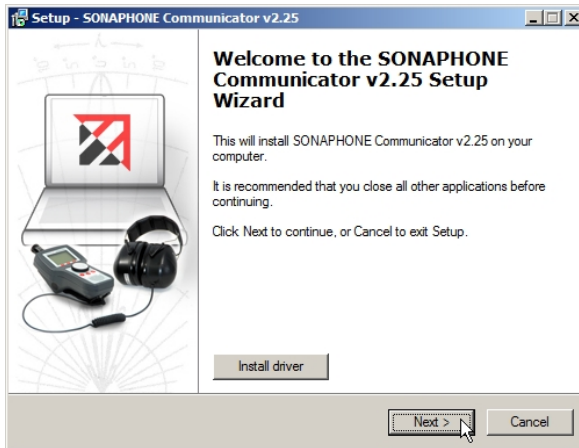 Setup - SONAPHONE Communicator v2.25
Welcome to the SONAPHONE
Communicator v2.25 Setup
Wizard
This will install SONAPHONE Communicator v2.25 on your
computer.
It is recommended that you close all other applications before
continuing.
Click Next to continue, or Cancel to exit Setup.
Install driver
Next >
Cancel